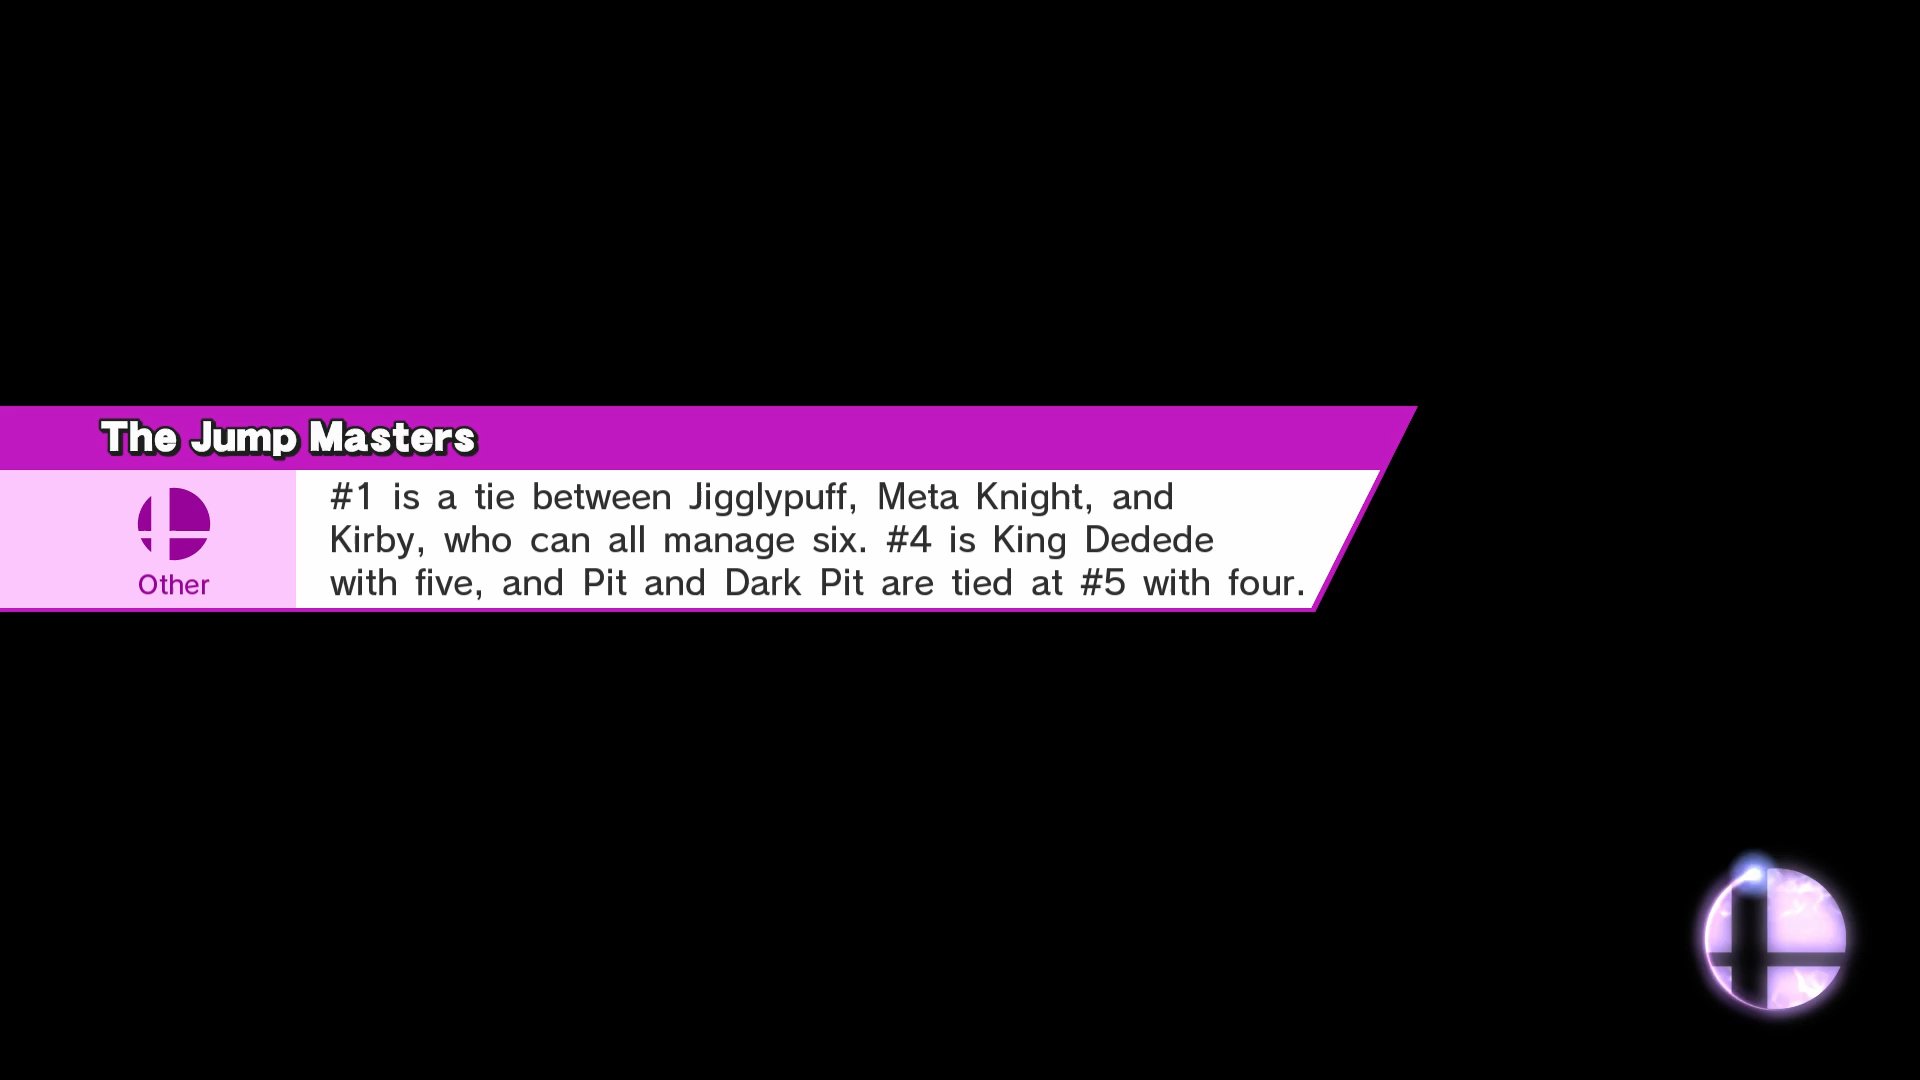 The Jump Masters
#1 is a tie between Jigglypuff, Meta Knight, and
Kirby, who can all manage six. #4 is King Dedede
with five, and Pit and Dark Pit are tied at #5 with four.
Other